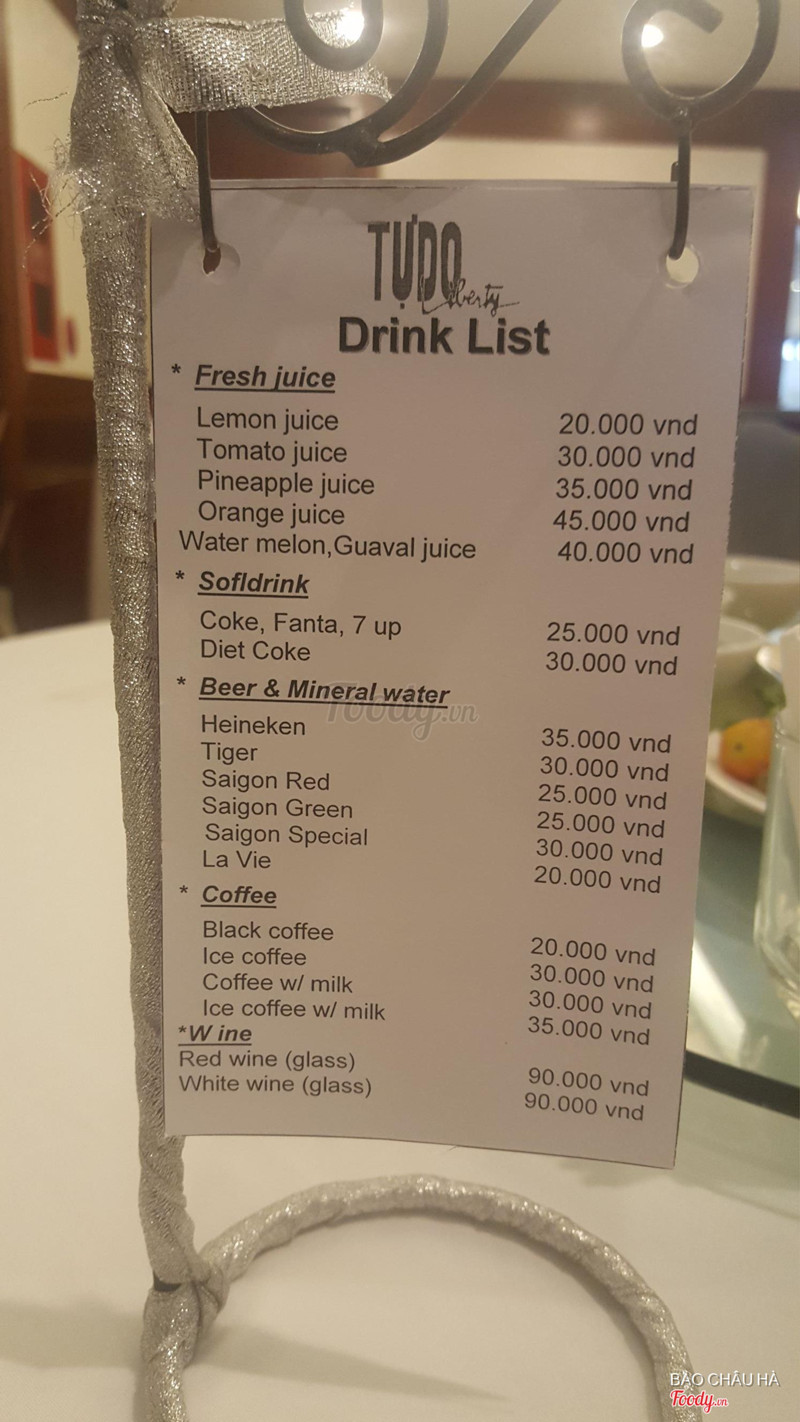 TỰDO
Liberty
Drink List
* Fresh juice
Lemon juice 20.000 vnd
Tomato juice 30.000 vnd
Pineapple juice 35.000 vnd
Orange juice 45.000 vnd
Water melon,Guaval juice 40.000 vnd
* Sofldrink
Coke, Fanta, 7 up 25.000 vnd
Diet Coke 30.000 vnd
* Beer & Mineral water
Foody.vn
Heineken 35.000 vnd
Tiger 30.000 vnd
Saigon Red 25.000 vnd
Saigon Green 25.000 vnd
Saigon Special 30.000 vnd
La Vie 20.000 vnd
* Coffee
Black coffee 20.000 vnd
Ice coffee 30.000 vnd
Coffee w/ milk 30.000 vnd
Ice coffee w/ milk 35.000 vnd
*W ine
Red wine (glass) 90.000 vnd
White wine (glass) 90.000 vnd
BẢO CHÂU HÀ
Foody.vn